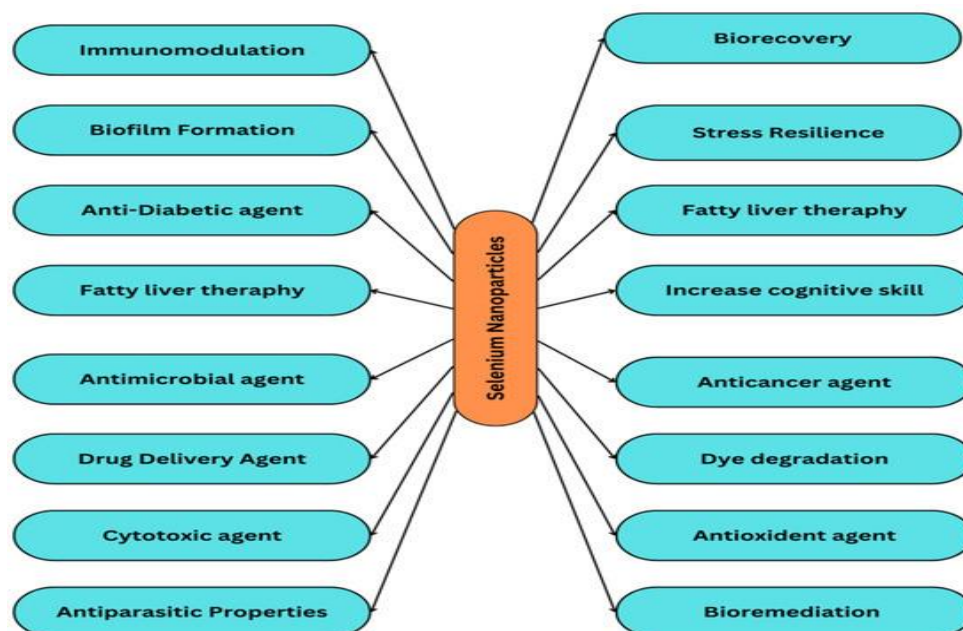 Immunomodulation
Biofilm Formation
Anti-Diabetic agent
Fatty liver theraphy
Antimicrobial agent
Drug Delivery Agent
Cytotoxic agent
Antiparasitic Properties
Selenium Nanoparticles
Biorecovery
Stress Resilience
Fatty liver theraphy
Increase cognitive skill
Anticancer agent
Dye degradation
Antioxident agent
Bioremediation